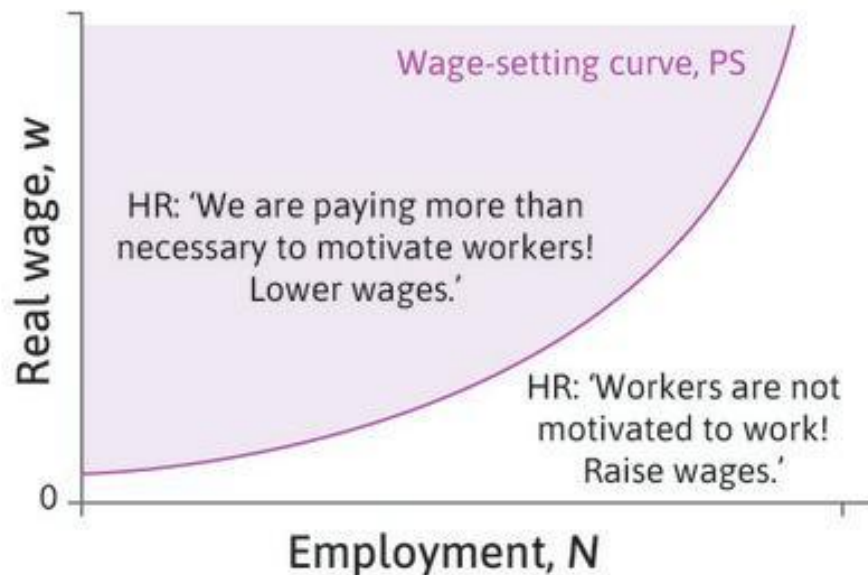 Wage-setting curve, PS
HR: ‘We are paying more than
necessary to motivate workers!
Lower wages.’
HR: ‘Workers are not
motivated to work!
Raise wages.’
Real wage, w
0
Employment, N